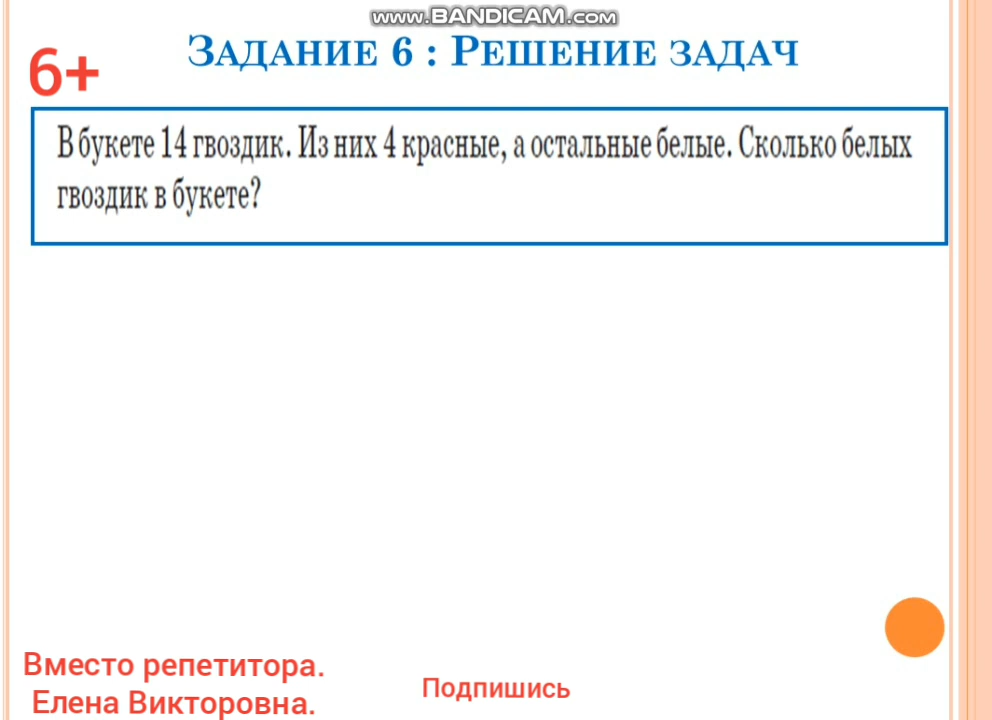 www.BANDICAM.com
6+
ЗАДАНИЕ 6 : РЕШЕНИЕ ЗАДАЧ
В букете 14 гвоздик. Из них 4 красные, а остальные белые. Сколько белых
гвоздик в букете?
Вместо репетитора.
Елена Викторовна.
Подпишись